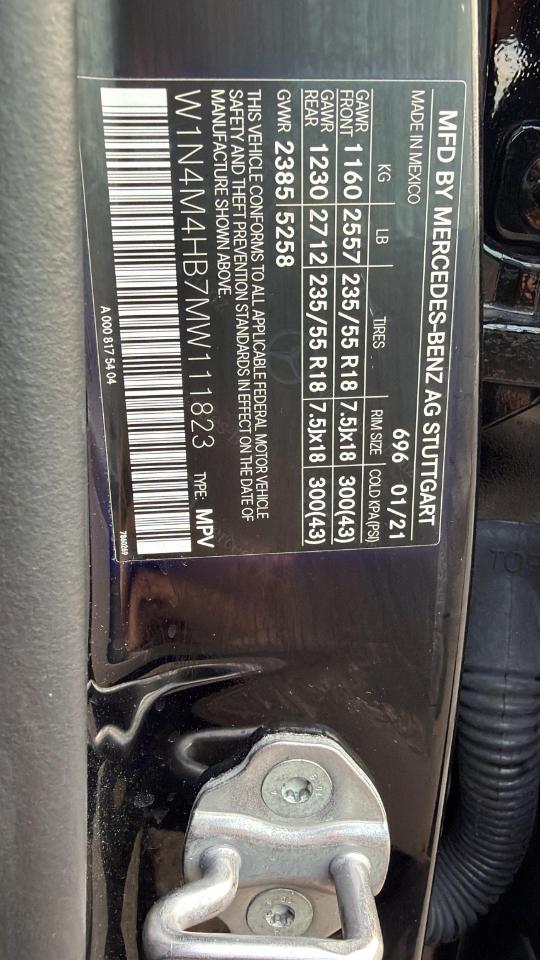 MFD BY MERCEDES-BENZ AG STUTTGART
MADE IN MEXICO 696 01/21
KG LB TIRES RIM SIZE COLD KPA(PSI)
GAWR FRONT 1160 2557 235/55 R18 7.5Jx18 300(43)
GAWR REAR 1230 2712 235/55 R18 7.5Jx18 300(43)
GVWR 2385 5258
THIS VEHICLE CONFORMS TO ALL APPLICABLE FEDERAL MOTOR VEHICLE
SAFETY AND THEFT PREVENTION STANDARDS IN EFFECT ON THE DATE OF
MANUFACTURE SHOWN ABOVE.
W1N4M4HB7MW111823 TYPE: MPV
A 000 817 54 04